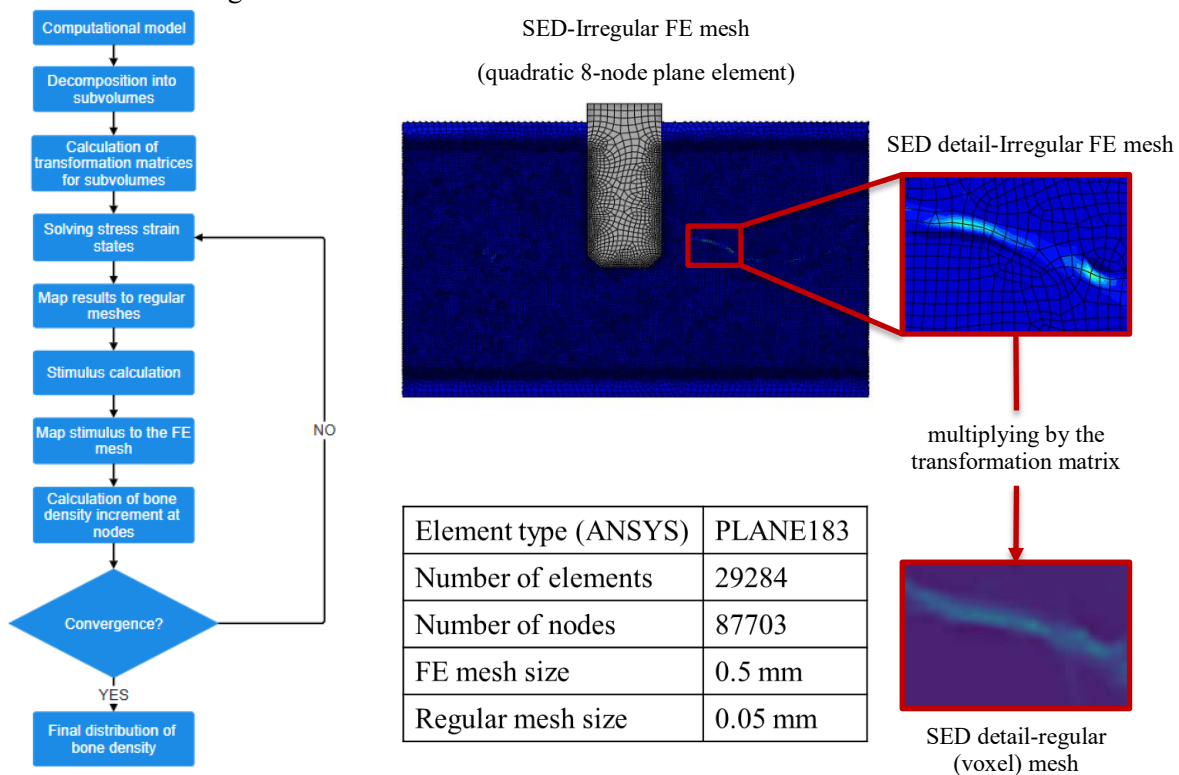 Computational model
Decomposition into
subvolumes
Calculation of
transformation matrices
for subvolumes
Solving stress strain
states
Map results to regular
meshes
Stimulus calculation
Map stimulus to the FE
mesh
Calculation of bone
density increment at
nodes
Convergence?
NO
YES
Final distribution of
bone density
SED-Irregular FE mesh
(quadratic 8-node plane element)
SED detail-Irregular FE mesh
multiplying by the
transformation matrix
SED detail-regular
(voxel) mesh
Element type (ANSYS) PLANE183
Number of elements 29284
Number of nodes 87703
FE mesh size 0.5 mm
Regular mesh size 0.05 mm